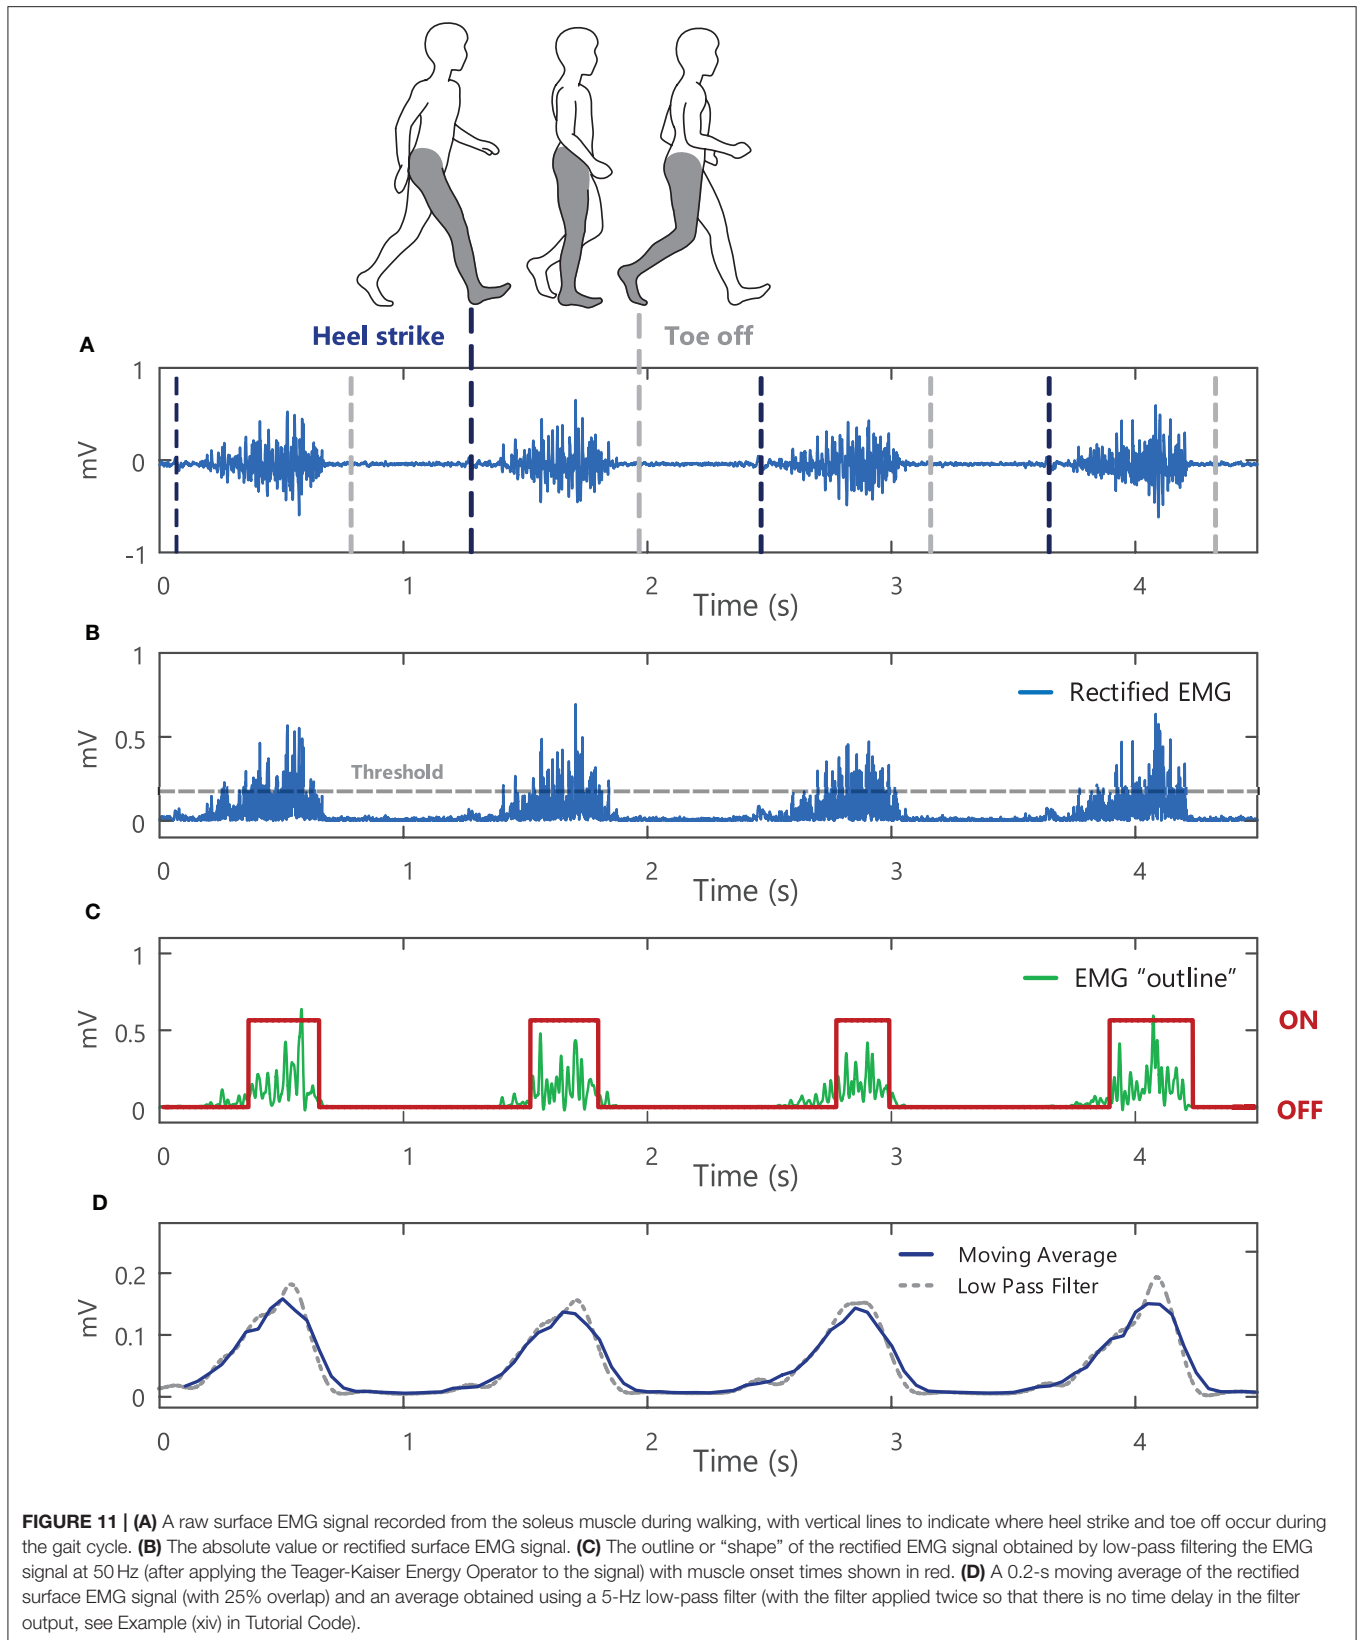 Heel strike
Toe off
A
1
0
-1
mV
0
1
2
3
4
Time (s)
B
1
0.5
0
mV
Rectified EMG
Threshold
0
1
2
3
4
Time (s)
C
1
0.5
0
mV
EMG “outline”
ON
OFF
0
1
2
3
4
Time (s)
D
0.2
0.1
0
mV
Moving Average
Low Pass Filter
0
1
2
3
4
Time (s)
FIGURE 11 | (A) A raw surface EMG signal recorded from the soleus muscle during walking, with vertical lines to indicate where heel strike and toe off occur during
the gait cycle. (B) The absolute value or rectified surface EMG signal. (C) The outline or “shape” of the rectified EMG signal obtained by low-pass filtering the EMG
signal at 50 Hz (after applying the Teager-Kaiser Energy Operator to the signal) with muscle onset times shown in red. (D) A 0.2-s moving average of the rectified
surface EMG signal (with 25% overlap) and an average obtained using a 5-Hz low-pass filter (with the filter applied twice so that there is no time delay in the filter
output, see Example (xiv) in Tutorial Code).